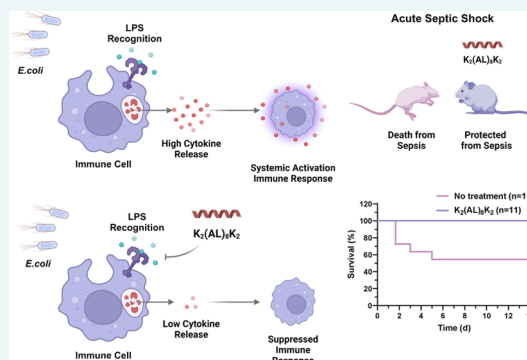 LPS
Recognition
E.coli
Immune Cell
High Cytokine
Release
Systemic Activation
Immune Response
Acute Septic Shock
K₂(AL)₈K₂
Death from
Sepsis
Protected
from Sepsis
LPS
Recognition
K₂(AL)₈K₂
E.coli
Immune Cell
Low Cytokine
Release
Suppressed
Immune
Response
No treatment (n=1
K₂(AL)₈K₂ (n=11)
Survival (%)
120
100
80
60
40
20
0
0 2 4 6 8 10 12
Time (d)